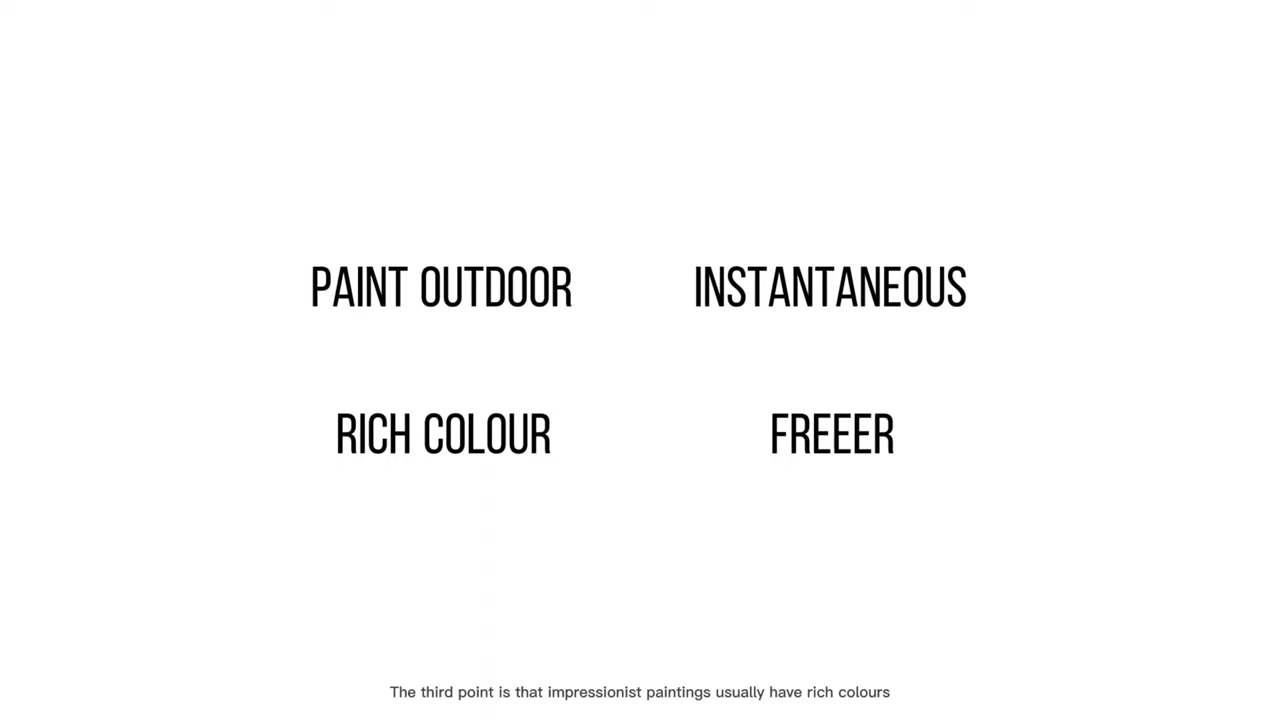 PAINT OUTDOOR
INSTANTANEOUS
RICH COLOUR
FREEER
The third point is that impressionist paintings usually have rich colours